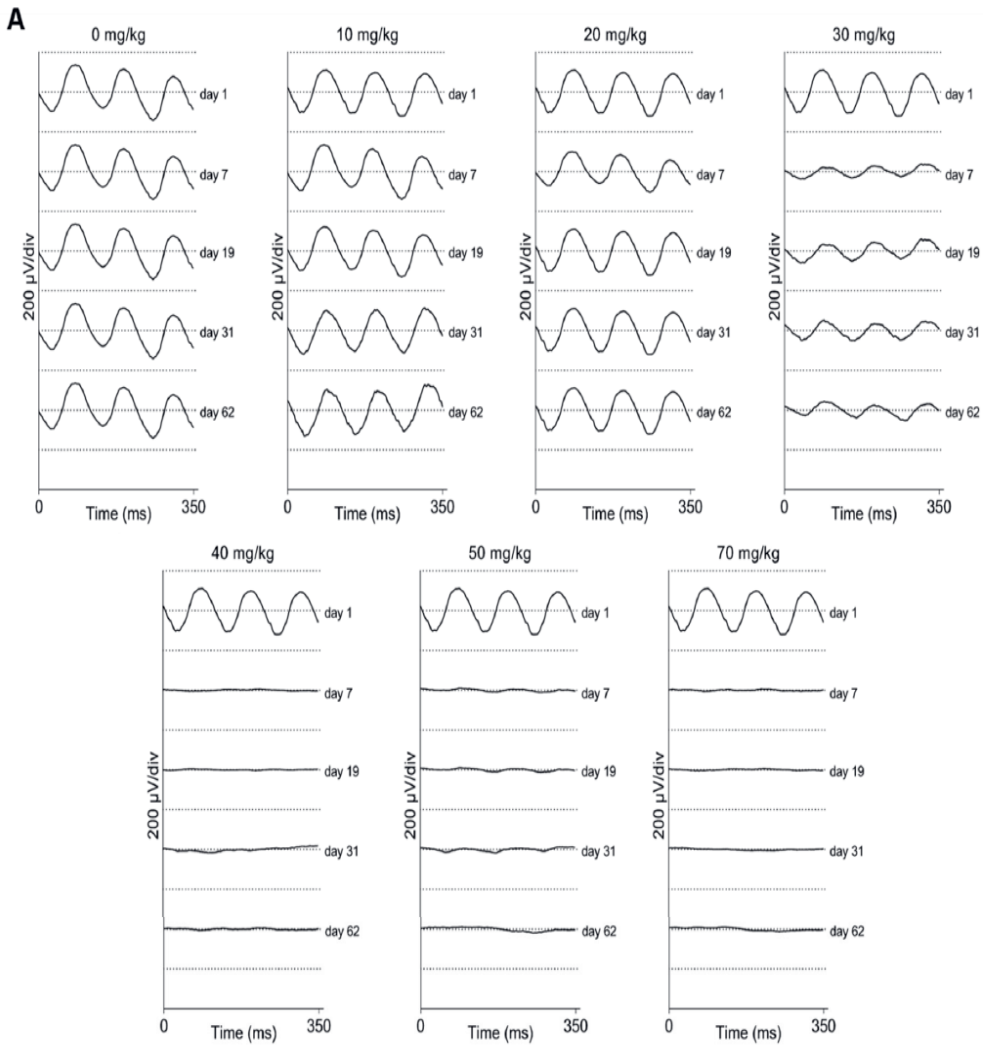 A
0 mg/kg
10 mg/kg
20 mg/kg
30 mg/kg
day 1
day 7
day 19
day 31
day 62
200 µV/div
0
350
Time (ms)
day 1
day 7
day 19
day 31
day 62
200 µV/div
0
350
Time (ms)
day 1
day 7
day 19
day 31
day 62
200 µV/div
0
350
Time (ms)
day 1
day 7
day 19
day 31
day 62
200 µV/div
0
350
Time (ms)
40 mg/kg
50 mg/kg
70 mg/kg
day 1
day 7
day 19
day 31
day 62
200 µV/div
0
350
Time (ms)
day 1
day 7
day 19
day 31
day 62
200 µV/div
0
350
Time (ms)
day 1
day 7
day 19
day 31
day 62
200 µV/div
0
350
Time (ms)